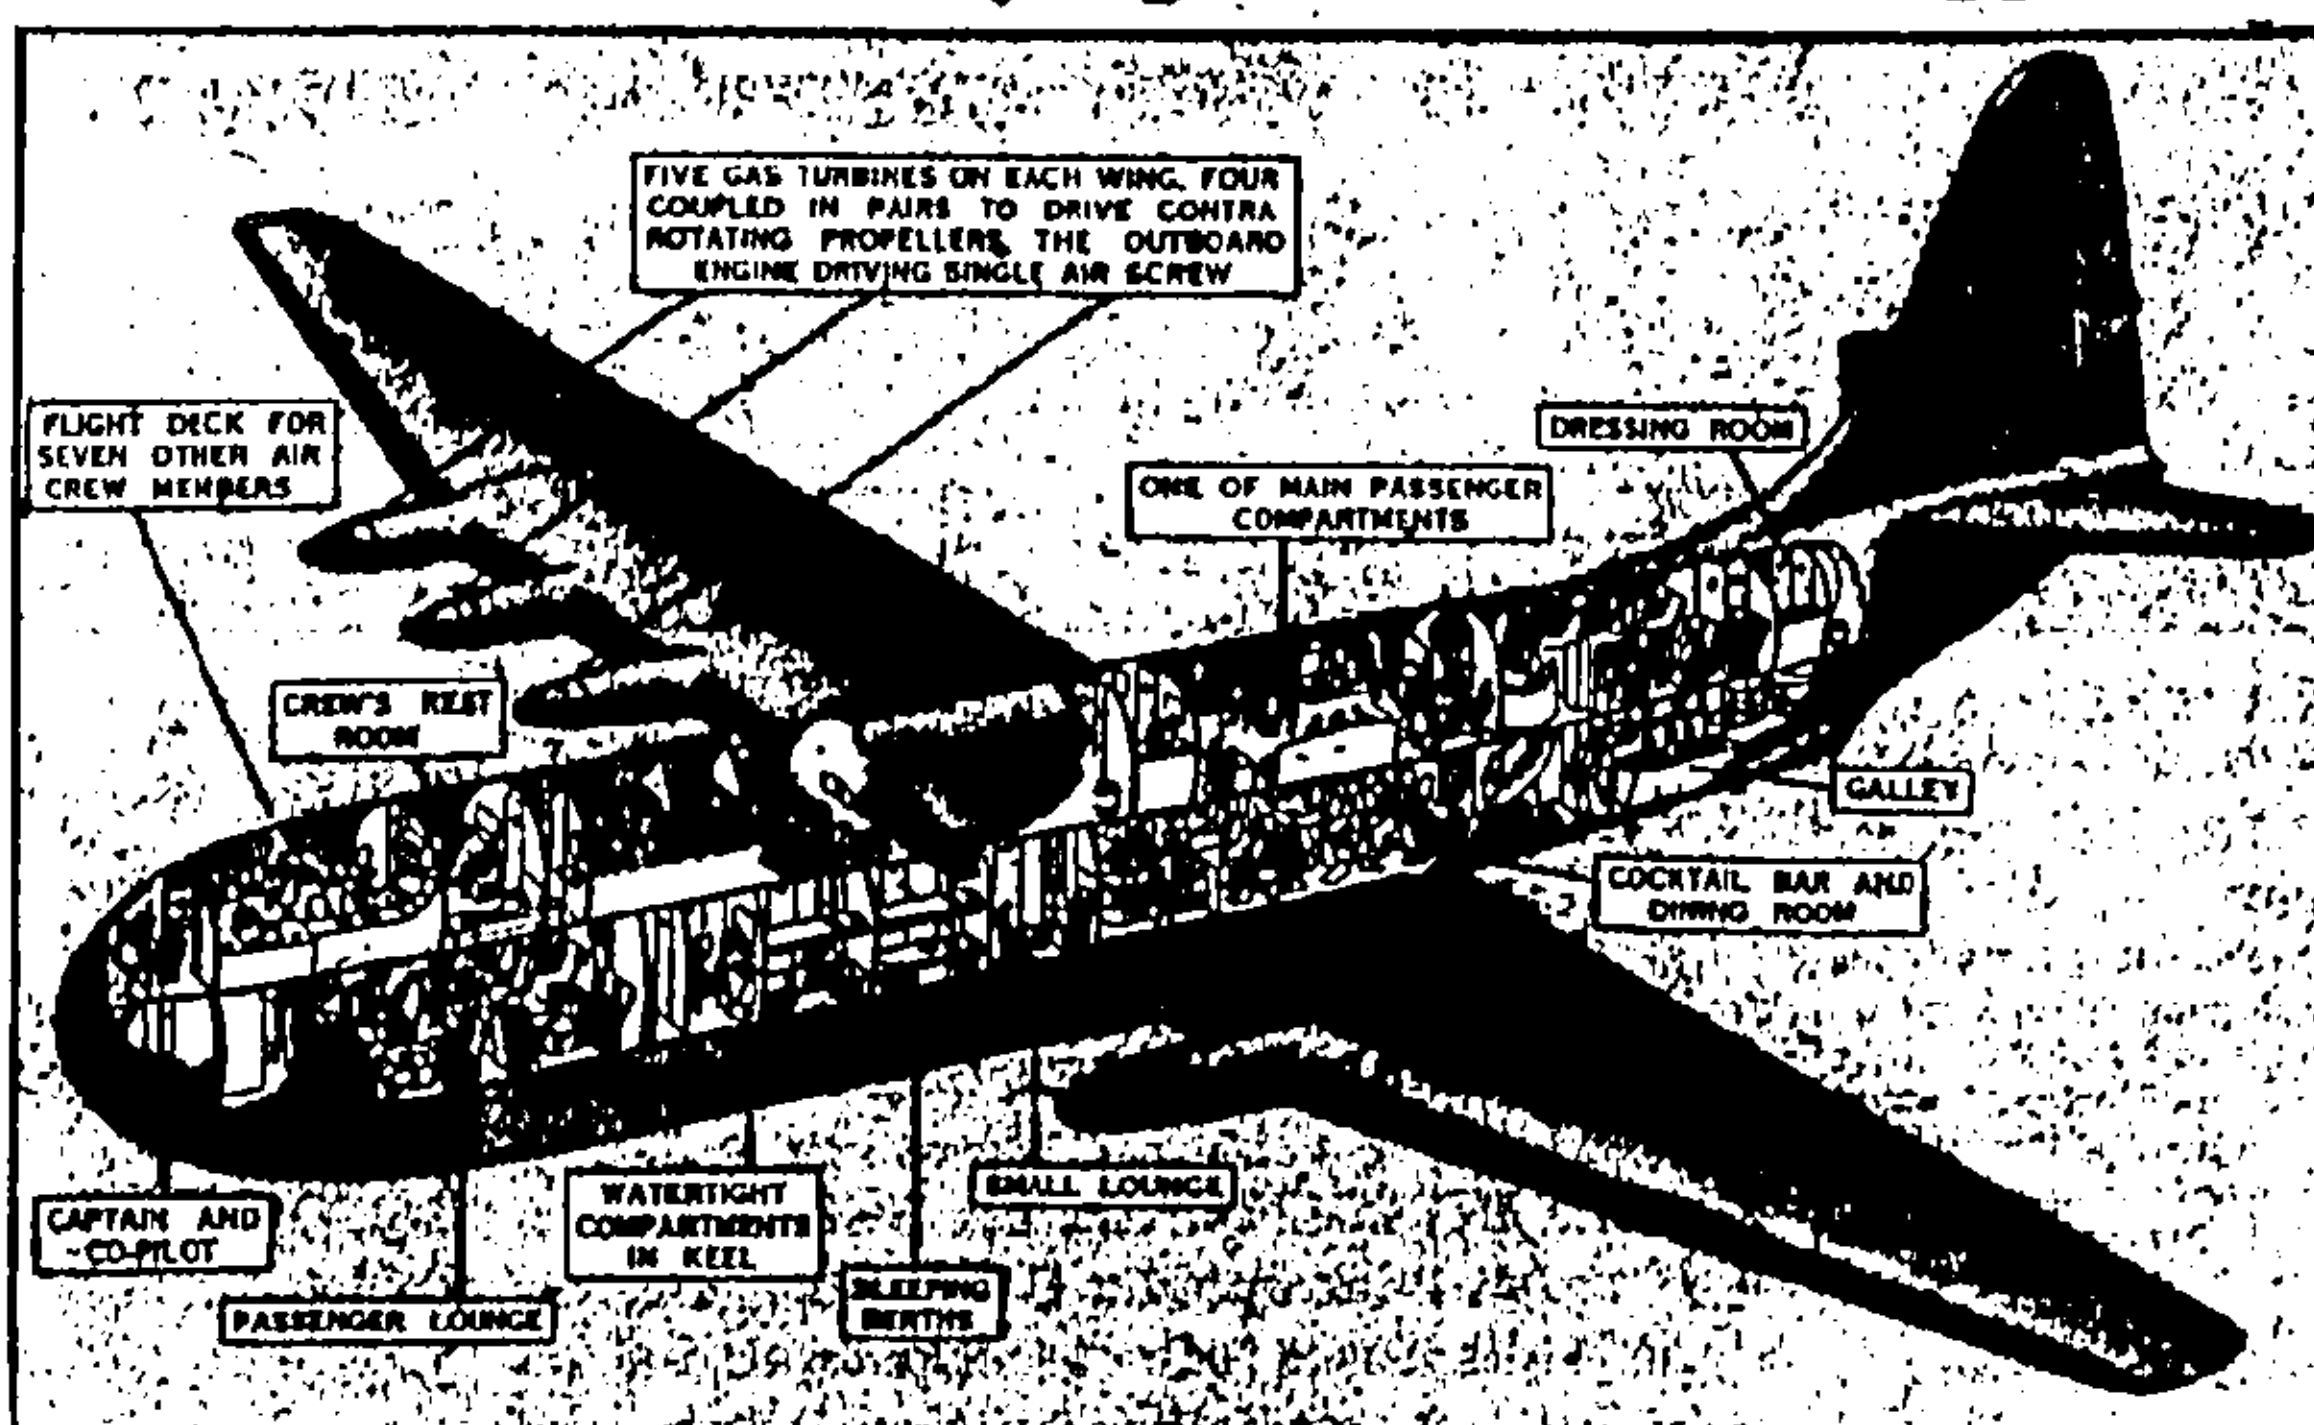 FIVE GAS TURBINES ON EACH WING, FOUR
COUPLED IN PAIRS TO DRIVE CONTRA
ROTATING PROPELLERS, THE OUTBOARD
ENGINE DRIVING SINGLE AIR SCREW
FLIGHT DECK FOR
SEVEN OTHER AIR
CREW MEMBERS
DRESSING ROOM
ONE OF MAIN PASSENGER
COMPARTMENTS
CREW'S REST
ROOM
GALLEY
COCKTAIL BAR AND
DINING ROOM
WATERTIGHT
COMPARTMENTS
IN KEEL
SMALL LOUNGE
CAPTAIN AND
CO-PILOT
SLEEPING
BERTHS
PASSENGER LOUNGE